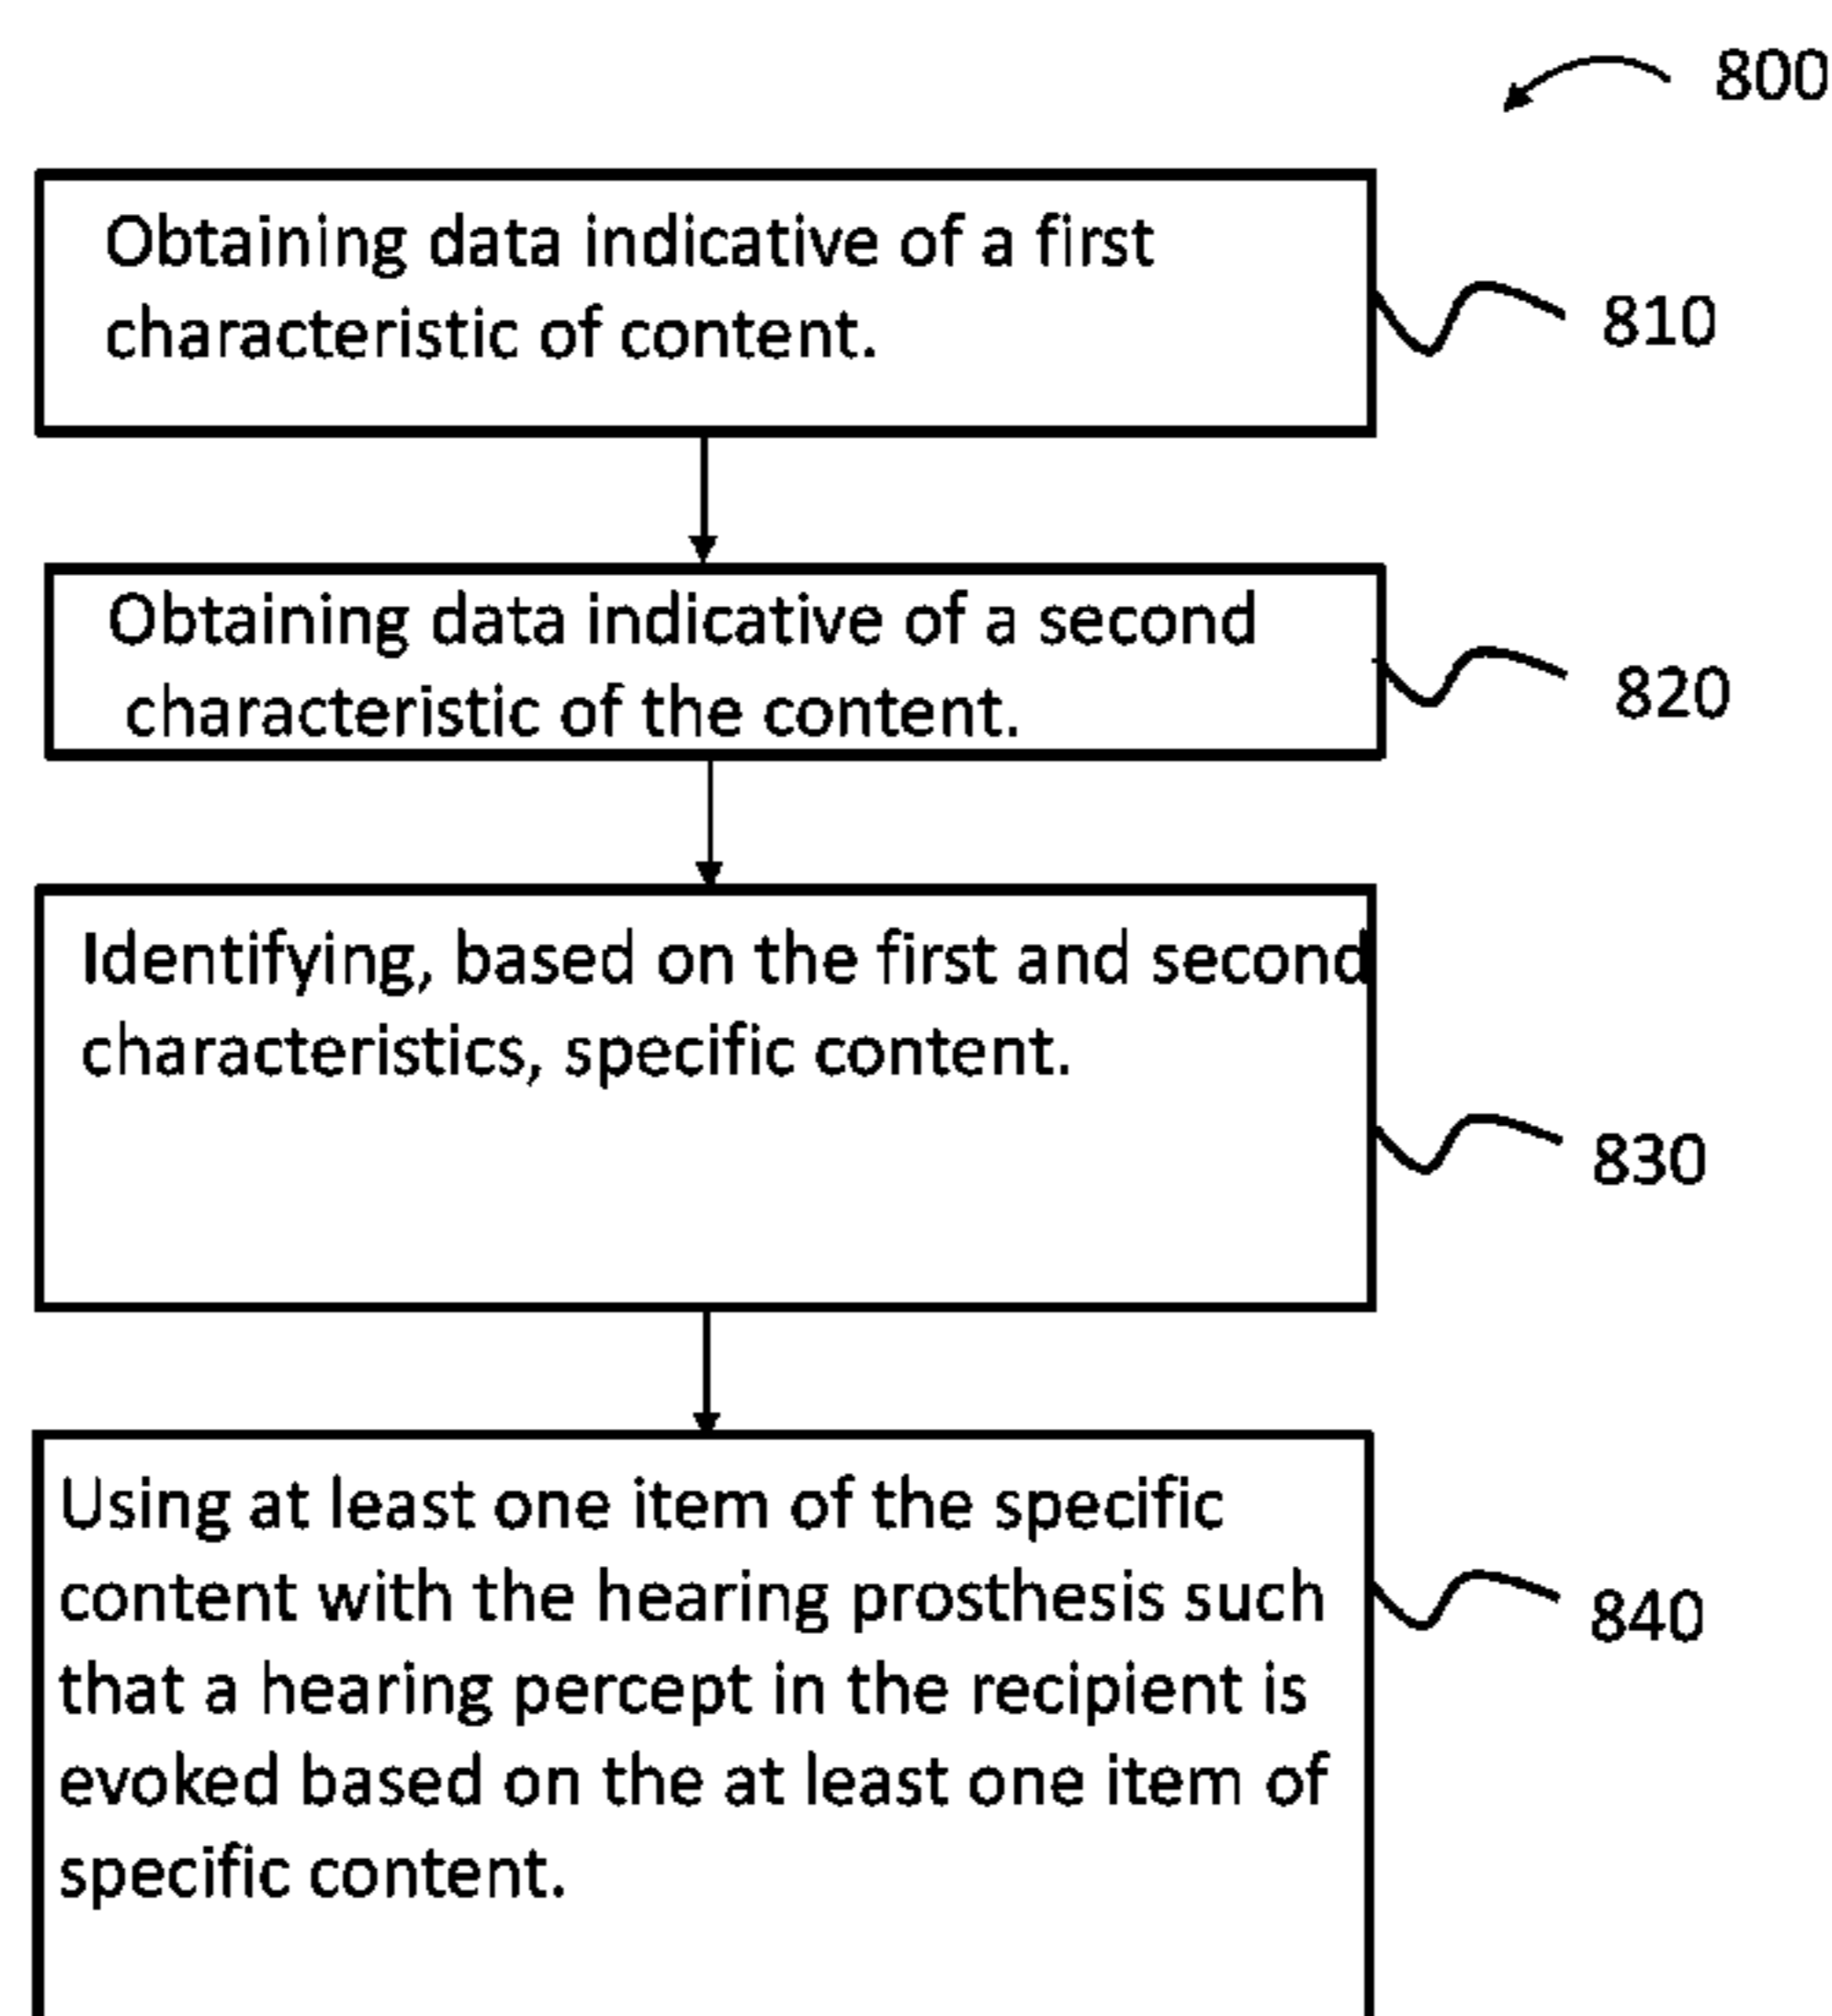 800
Obtaining data indicative of a first
characteristic of content.
810
Obtaining data indicative of a second
characteristic of the content.
820
Identifying, based on the first and second
characteristics, specific content.
830
Using at least one item of the specific
content with the hearing prosthesis such
that a hearing percept in the recipient is
evoked based on the at least one item of
specific content.
840